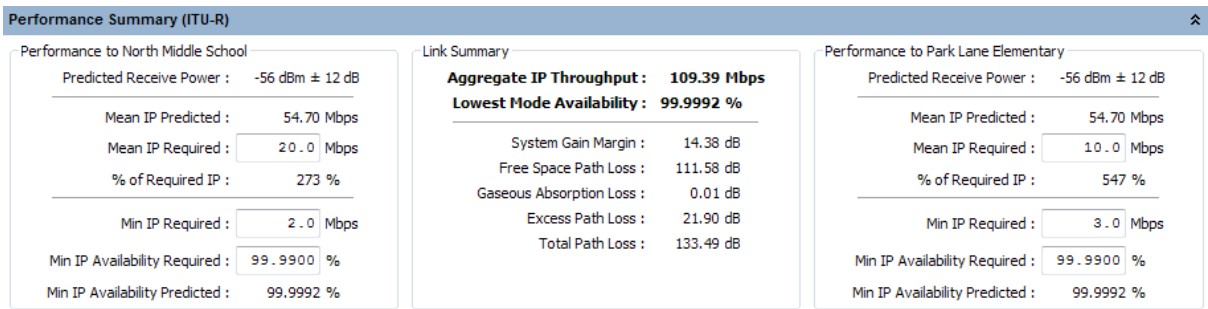 Performance Summary (ITU-R)
Performance to North Middle School
Predicted Receive Power : -56 dBm ± 12 dB
Mean IP Predicted : 54.70 Mbps
Mean IP Required : 20.0 Mbps
% of Required IP : 273 %
Min IP Required : 2.0 Mbps
Min IP Availability Required : 99.9900 %
Min IP Availability Predicted : 99.9992 %
Link Summary
Aggregate IP Throughput : 109.39 Mbps
Lowest Mode Availability : 99.9992 %
System Gain Margin : 14.38 dB
Free Space Path Loss : 111.58 dB
Gaseous Absorption Loss : 0.01 dB
Excess Path Loss : 21.90 dB
Total Path Loss : 133.49 dB
Performance to Park Lane Elementary
Predicted Receive Power : -56 dBm ± 12 dB
Mean IP Predicted : 54.70 Mbps
Mean IP Required : 10.0 Mbps
% of Required IP : 547 %
Min IP Required : 3.0 Mbps
Min IP Availability Required : 99.9900 %
Min IP Availability Predicted : 99.9992 %